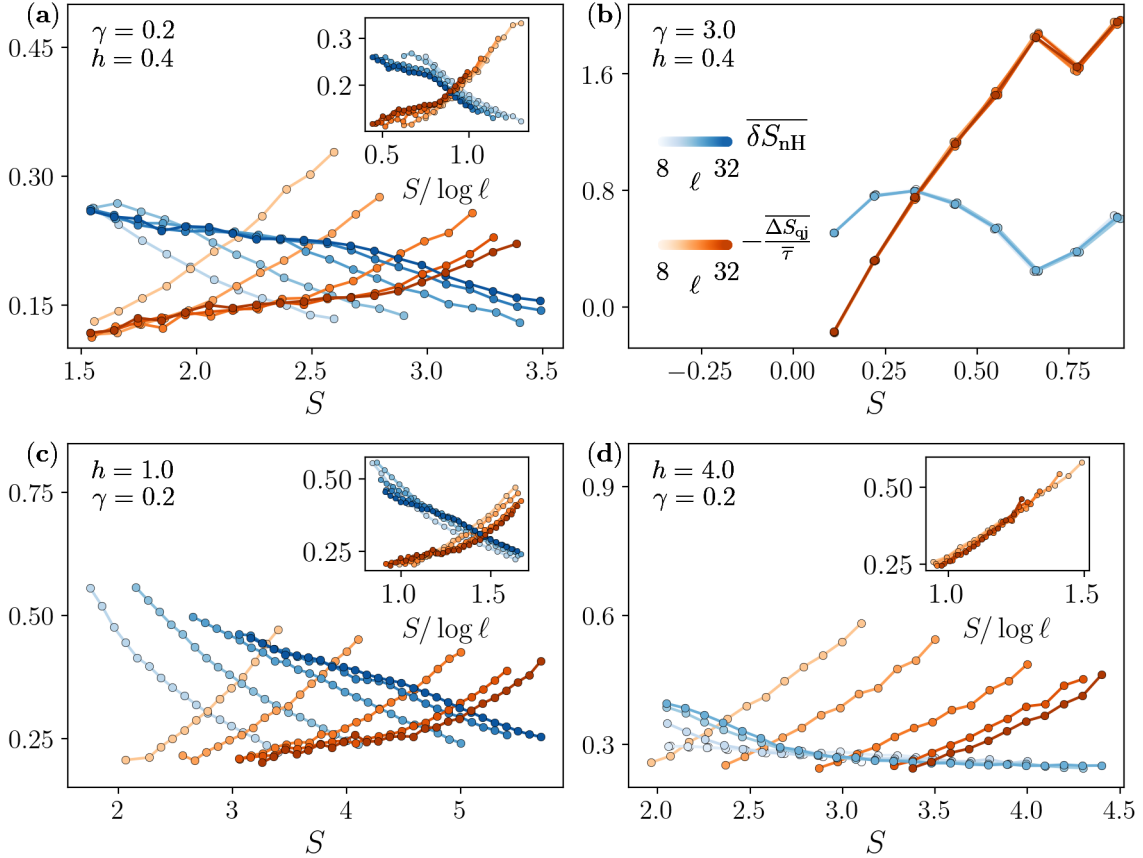 (a)
γ = 0.2
h = 0.4
0.45
0.30
0.15
1.5 2.0 2.5 3.0 3.5
S
0.3
0.2
0.5 1.0
S/ log ℓ
(b)
γ = 3.0
h = 0.4
1.6
0.8
0.0
−0.25 0.00 0.25 0.50 0.75
S
δS_nH
8 ℓ 32
−ΔS_qj/τ
8 ℓ 32
(c)
h = 1.0
γ = 0.2
0.75
0.50
0.25
2 3 4 5
S
0.50
0.25
1.0 1.5
S/ log ℓ
(d)
h = 4.0
γ = 0.2
0.9
0.6
0.3
2.0 2.5 3.0 3.5 4.0 4.5
S
0.50
0.25
1.0 1.5
S/ log ℓ